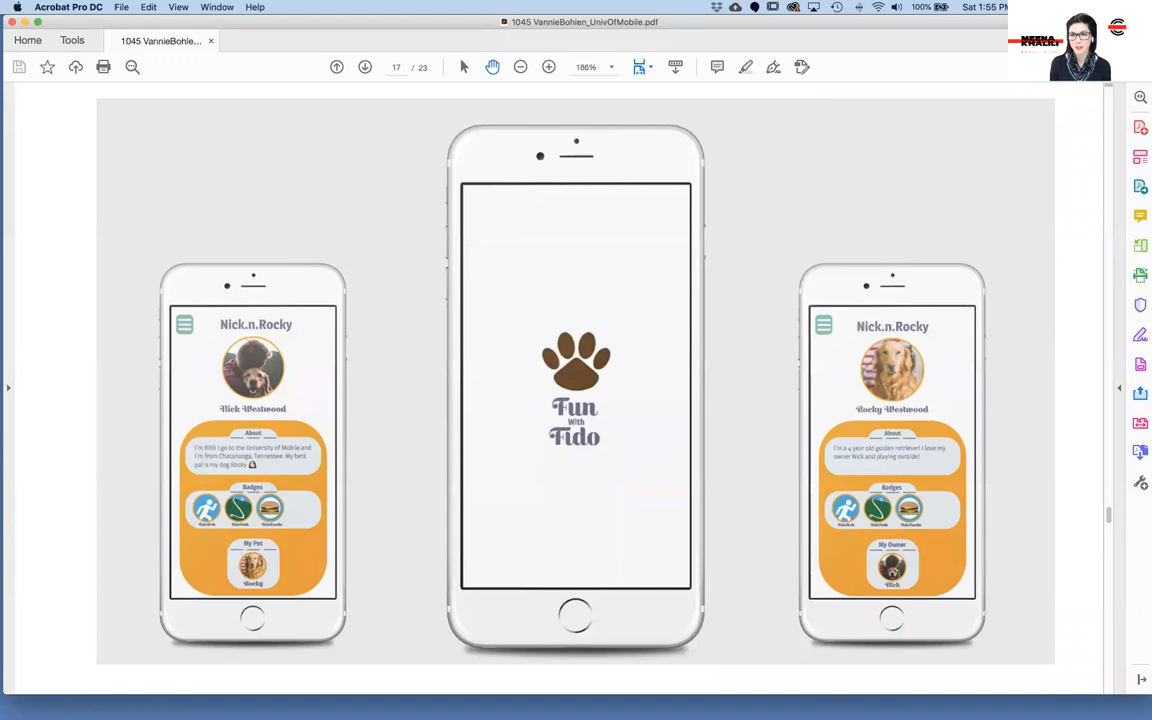 Acrobat Pro DC File Edit View Window Help
100% Sat 1:55 PM
1045 VannieBohlen_UnivOfMobile.pdf
Home Tools 1045 VannieBohle... ×
17 / 23 186%
MEENA
KHALILI
Nick.n.Rocky
Nick Westwood
About
I'm Nick I go to the University of Mobile and
I'm from Chatanooga, Tennessee. My best
pal is my dog Rocky
Badges
My Pet
Rocky
Fun
With
Fido
Nick.n.Rocky
Rocky Westwood
About
I'm a 4 year old golden retriever! I love my
owner Nick and playing outside!
Badges
My Owner
Nick